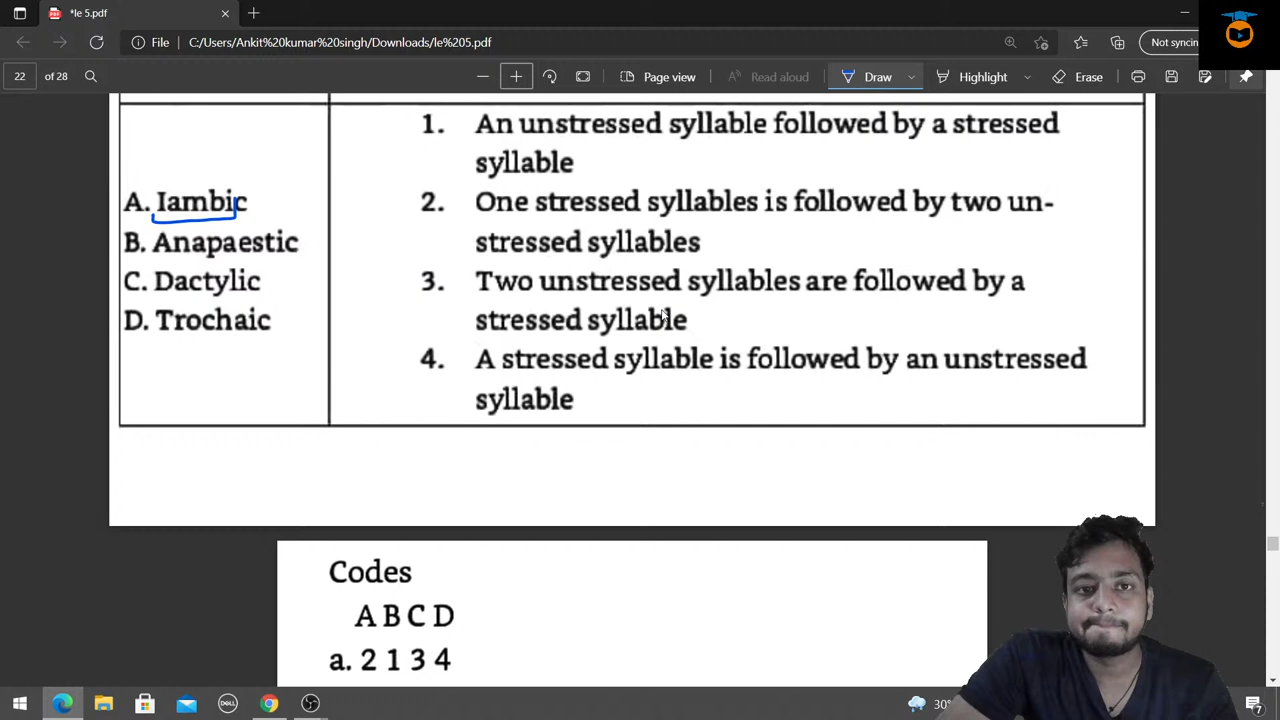 *le 5.pdf
File C:/Users/Ankit%20kumar%20singh/Downloads/le%205.pdf Not syncin
22 of 28 Page view Read aloud Draw Highlight Erase
A. Iambic
B. Anapaestic
C. Dactylic
D. Trochaic
1. An unstressed syllable followed by a stressed
syllable
2. One stressed syllables is followed by two un-
stressed syllables
3. Two unstressed syllables are followed by a
stressed syllable
4. A stressed syllable is followed by an unstressed
syllable
Codes
A B C D
a. 2 1 3 4
DELL
30°
7